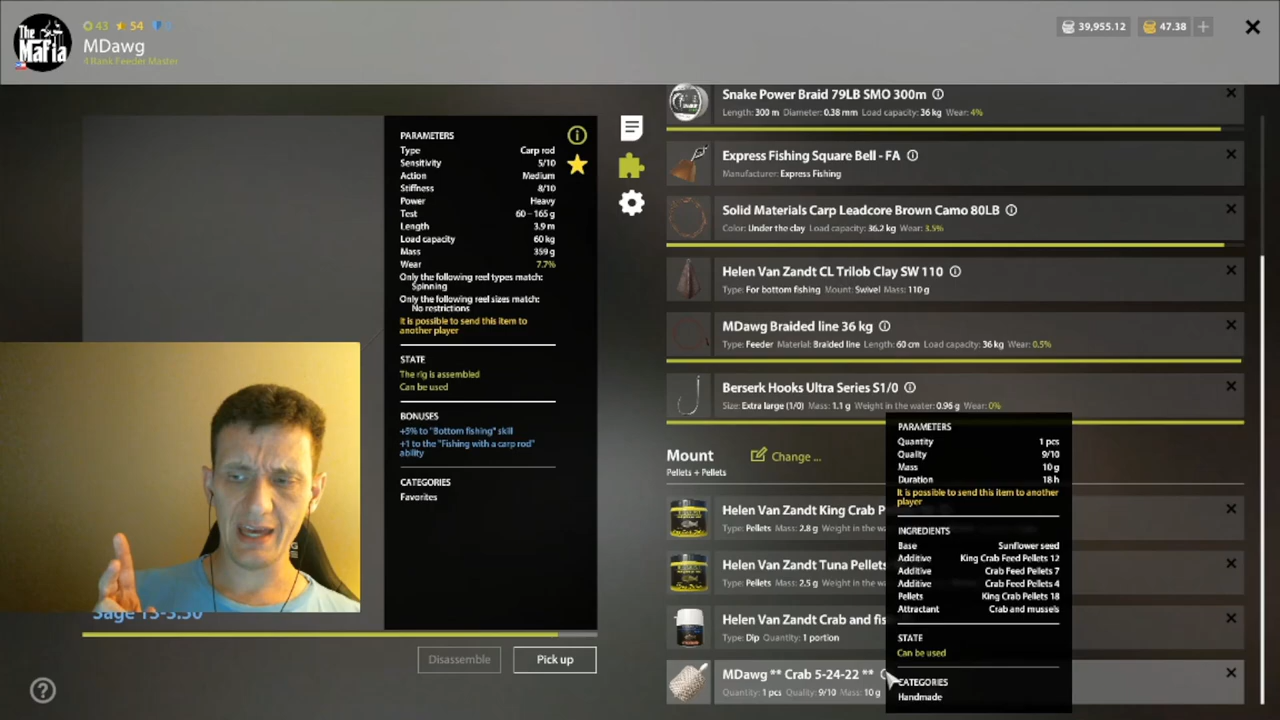 The
Mafia
43 54
MDawg
4 Rank Feeder Master
39,955.12
47.38
PARAMETERS
Type Carp rod
Sensitivity 5/10
Action Medium
Stiffness 8/10
Power Heavy
Test 60 – 165 g
Length 3.9 m
Load capacity 60 kg
Mass 359 g
Wear 7.7%
Only the following reel types match:
Spinning
Only the following reel sizes match:
No restrictions
It is possible to send this item to
another player
STATE
The rig is assembled
Can be used
BONUSES
+5% to "Bottom fishing" skill
+1 to the "Fishing with a carp rod"
ability
CATEGORIES
Favorites
Disassemble
Pick up
Snake Power Braid 79LB SMO 300m
Length: 300 m Diameter: 0.38 mm Load capacity: 36 kg Wear: 4%
Express Fishing Square Bell - FA
Manufacturer: Express Fishing
Solid Materials Carp Leadcore Brown Camo 80LB
Color: Under the clay Load capacity: 36.2 kg Wear: 3.5%
Helen Van Zandt CL Trilob Clay SW 110
Type: For bottom fishing Mount: Swivel Mass: 110 g
MDawg Braided line 36 kg
Type: Feeder Material: Braided line Length: 60 cm Load capacity: 36 kg Wear: 0.5%
Berserk Hooks Ultra Series S1/0
Size: Extra large (1/0) Mass: 1.1 g Weight in the water: 0.96 g Wear: 0%
Mount Change ...
Pellets + Pellets
Helen Van Zandt King Crab P
Type: Pellets Mass: 2.8 g Weight in the wa
Helen Van Zandt Tuna Pellets
Type: Pellets Mass: 2.5 g Weight in the wa
Helen Van Zandt Crab and fis
Type: Dip Quantity: 1 portion
MDawg ** Crab 5-24-22 **
Quantity: 1 pcs Quality: 9/10 Mass: 10 g
PARAMETERS
Quantity 1 pcs
Quality 9/10
Mass 10 g
Duration 18 h
It is possible to send this item to another
player
INGREDIENTS
Base Sunflower seed
Additive King Crab Feed Pellets 12
Additive Crab Feed Pellets 7
Additive Crab Feed Pellets 4
Pellets King Crab Pellets 18
Attractant Crab and mussels
STATE
Can be used
CATEGORIES
Handmade